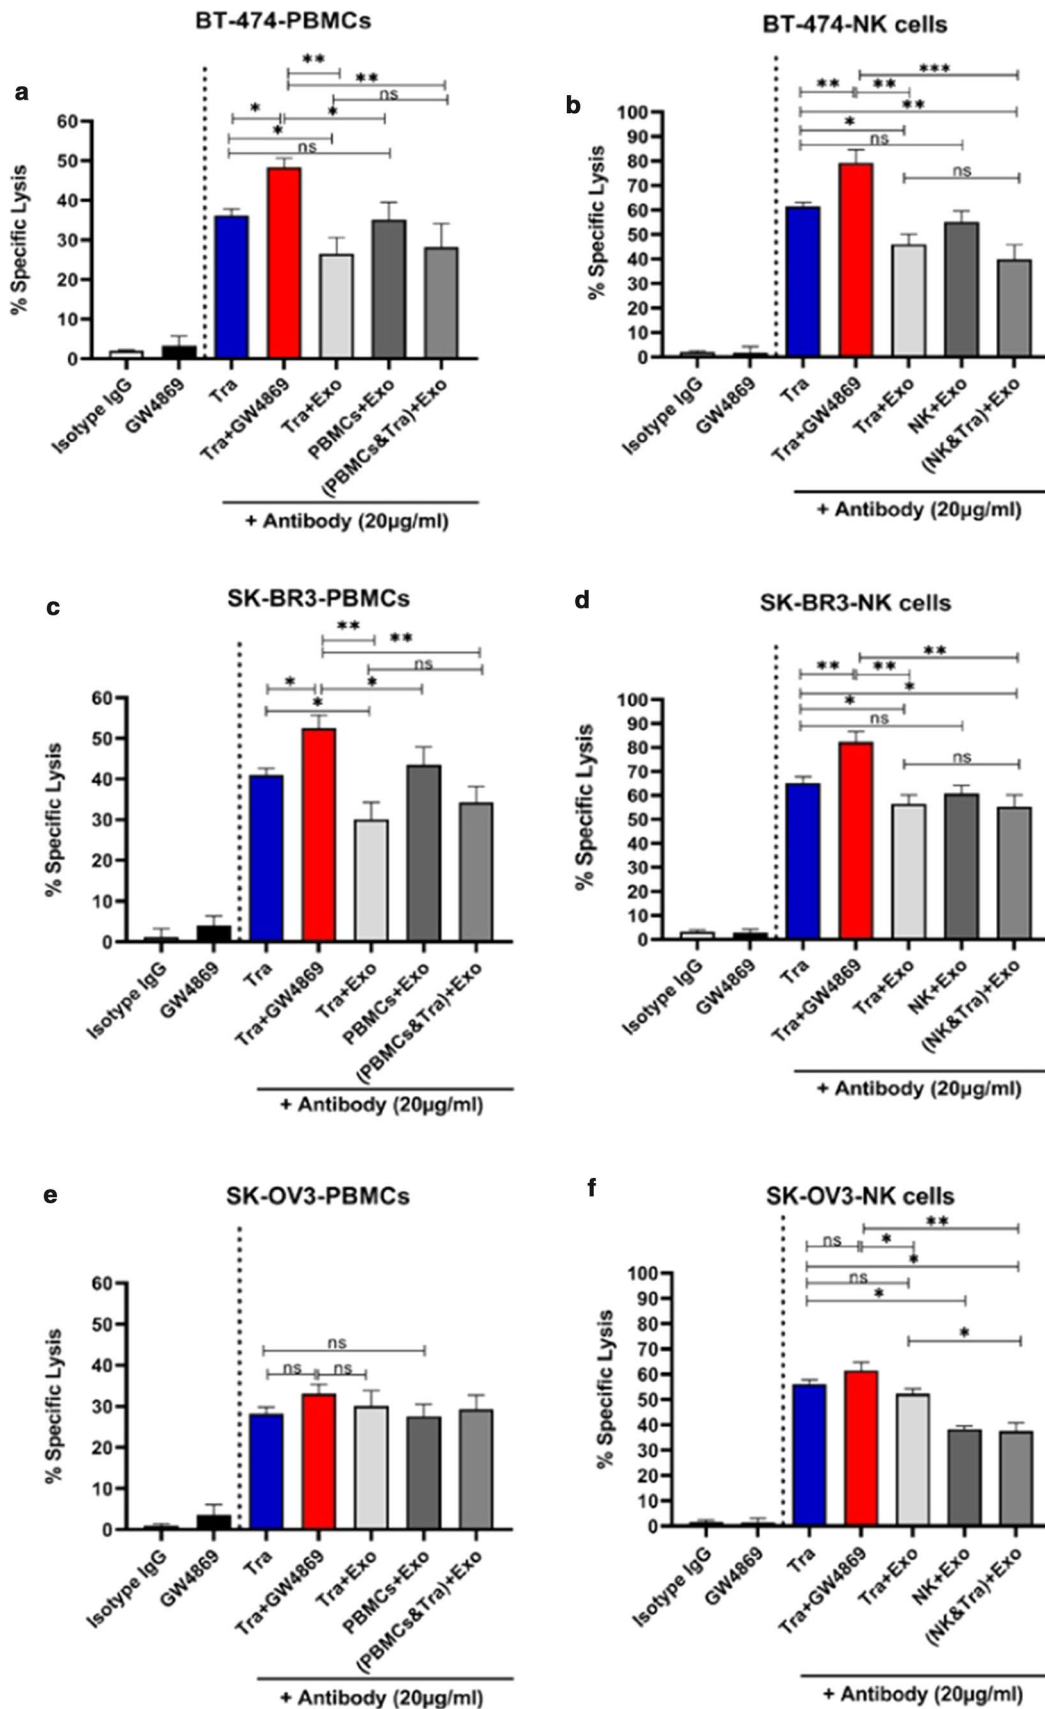 BT-474-PBMCs
a
% Specific Lysis
60
50
40
30
20
10
0
**
**
ns
*
*
*
ns
Isotype IgG
GW4869
Tra
Tra+GW4869
Tra+Exo
PBMCs+Exo
(PBMCs&Tra)+Exo
+ Antibody (20µg/ml)
BT-474-NK cells
b
% Specific Lysis
100
90
80
70
60
50
40
30
20
10
0
***
**
**
**
*
ns
ns
Isotype IgG
GW4869
Tra
Tra+GW4869
Tra+Exo
NK+Exo
(NK&Tra)+Exo
+ Antibody (20µg/ml)
SK-BR3-PBMCs
c
% Specific Lysis
60
50
40
30
20
10
0
**
**
ns
*
*
*
Isotype IgG
GW4869
Tra
Tra+GW4869
Tra+Exo
PBMCs+Exo
(PBMCs&Tra)+Exo
+ Antibody (20µg/ml)
SK-BR3-NK cells
d
% Specific Lysis
100
90
80
70
60
50
40
30
20
10
0
**
**
**
*
*
ns
ns
Isotype IgG
GW4869
Tra
Tra+GW4869
Tra+Exo
NK+Exo
(NK&Tra)+Exo
+ Antibody (20µg/ml)
SK-OV3-PBMCs
e
% Specific Lysis
60
50
40
30
20
10
0
ns
ns
ns
Isotype IgG
GW4869
Tra
Tra+GW4869
Tra+Exo
PBMCs+Exo
(PBMCs&Tra)+Exo
+ Antibody (20µg/ml)
SK-OV3-NK cells
f
% Specific Lysis
100
90
80
70
60
50
40
30
20
10
0
**
ns
*
*
ns
*
*
Isotype IgG
GW4869
Tra
Tra+GW4869
Tra+Exo
NK+Exo
(NK&Tra)+Exo
+ Antibody (20µg/ml)